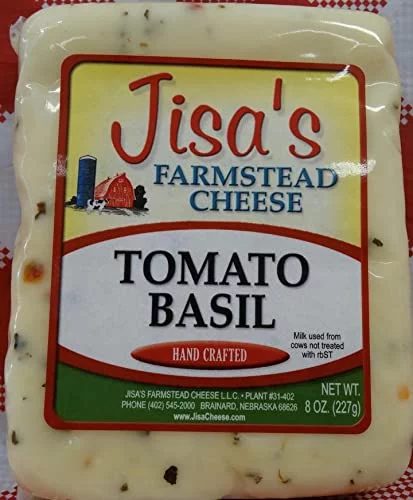 Jisa's
FARMSTEAD
CHEESE
TOMATO
BASIL
Milk used from
cows not treated
with rbST
HAND CRAFTED
JISA'S FARMSTEAD CHEESE L.L.C. • PLANT #31-402
PHONE (402) 545-2000 BRAINARD, NEBRASKA 68626
www.JisaCheese.com
NET WT.
8 OZ. (227g)